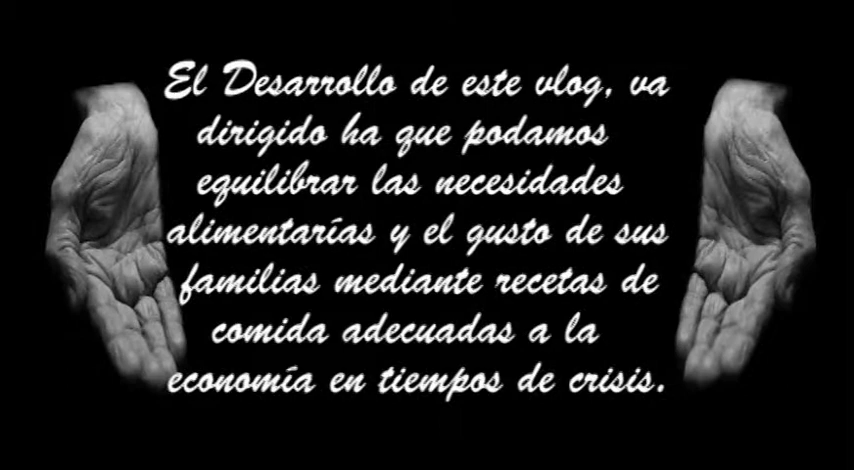 El Desarrollo de este vlog, va
dirigido ha que podamos
equilibrar las necesidades
alimentarías y el gusto de sus
familias mediante recetas de
comida adecuadas a la
economía en tiempos de crisis.